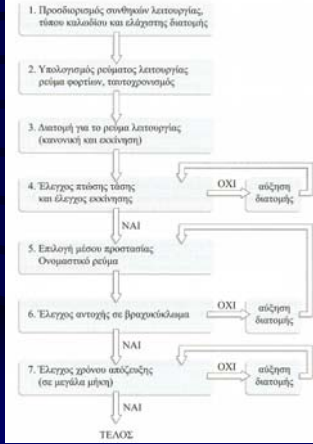 1. Προσδιορισμός συνθηκών λειτουργίας,
τύπου καλωδίου και ελάχιστης διατομής
2. Υπολογισμός ρεύματος λειτουργίας
ρεύμα φορτίων, ταυτοχρονισμός
3. Διατομή για το ρεύμα λειτουργίας
(κανονική και εκκίνηση)
4. Έλεγχος πτώσης τάσης
και έλεγχος εκκίνησης
ΟΧΙ
αύξηση
διατομής
ΝΑΙ
5. Επιλογή μέσου προστασίας
Ονομαστικό ρεύμα
6. Έλεγχος αντοχής σε βραχυκύκλωμα
ΟΧΙ
αύξηση
διατομής
ΝΑΙ
7. Έλεγχος χρόνου απόζευξης
(σε μεγάλα μήκη)
ΟΧΙ
αύξηση
διατομής
ΝΑΙ
ΤΕΛΟΣ